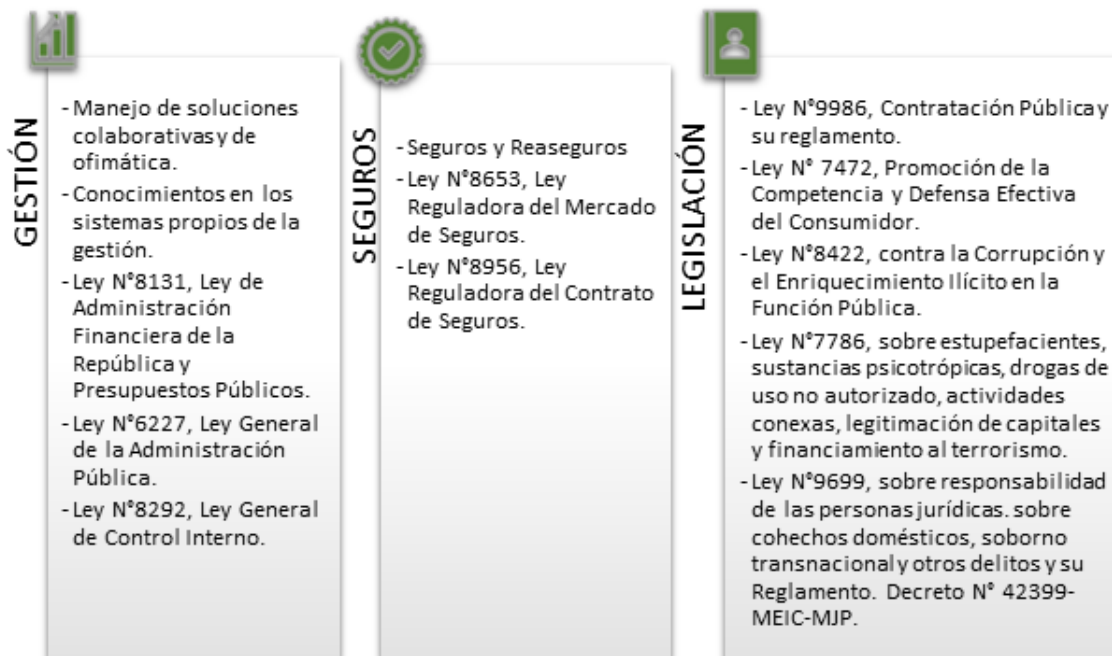 GESTIÓN
- Manejo de soluciones
colaborativas y de
ofimática.
- Conocimientos en los
sistemas propios de la
gestión.
- Ley N°8131, Ley de
Administración
Financiera de la
República y
Presupuestos Públicos.
- Ley N°6227, Ley General
de la Administración
Pública.
- Ley N°8292, Ley General
de Control Interno.
SEGUROS
- Seguros y Reaseguros
- Ley N°8653, Ley
Reguladora del Mercado
de Seguros.
- Ley N°8956, Ley
Reguladora del Contrato
de Seguros.
LEGISLACIÓN
- Ley N°9986, Contratación Pública y
su reglamento.
- Ley N° 7472, Promoción de la
Competencia y Defensa Efectiva
del Consumidor.
- Ley N°8422, contra la Corrupción y
el Enriquecimiento Ilícito en la
Función Pública.
- Ley N°7786, sobre estupefacientes,
sustancias psicotrópicas, drogas de
uso no autorizado, actividades
conexas, legitimación de capitales
y financiamiento al terrorismo.
- Ley N°9699, sobre responsabilidad
de las personas jurídicas. sobre
cohechos domésticos, soborno
transnacional y otros delitos y su
Reglamento. Decreto N° 42399-
MEIC-MJP.